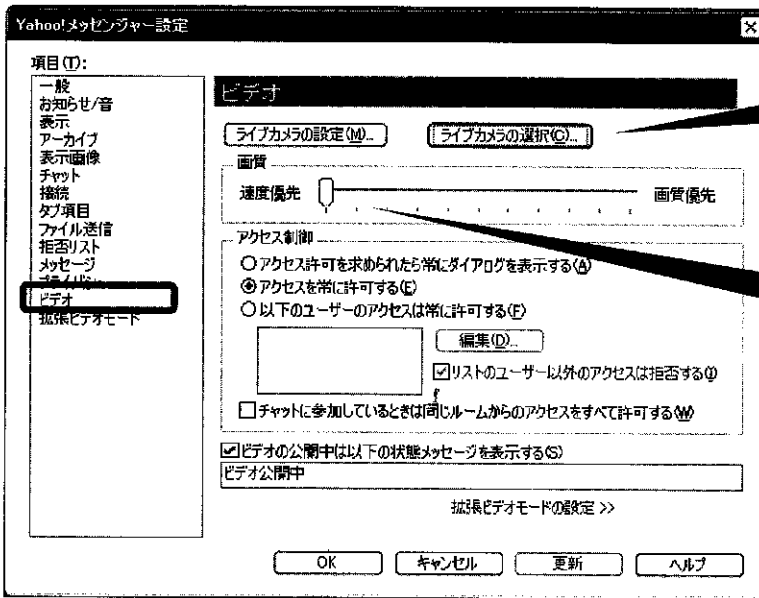 Yahoo!メッセンジャー設定
項目(T):
一般
お知らせ/音
表示
アーカイブ
表示画像
チャット
接続
タブ項目
ファイル送信
拒否リスト
メッセージ
プライバシー
ビデオ
拡張ビデオモード
ビデオ
ライブカメラの設定(M)...
ライブカメラの選択(C)...
画質
速度優先
画質優先
アクセス制御
アクセス許可を求められたら常にダイアログを表示する(A)
アクセスを常に許可する(E)
以下のユーザーのアクセスは常に許可する(F)
編集(D)...
リストのユーザー以外のアクセスは拒否する(I)
チャットに参加しているときは同じルームからのアクセスをすべて許可する(W)
ビデオの公開中は以下の状態メッセージを表示する(S)
ビデオ公開中
拡張ビデオモードの設定 >>
OK
キャンセル
更新
ヘルプ